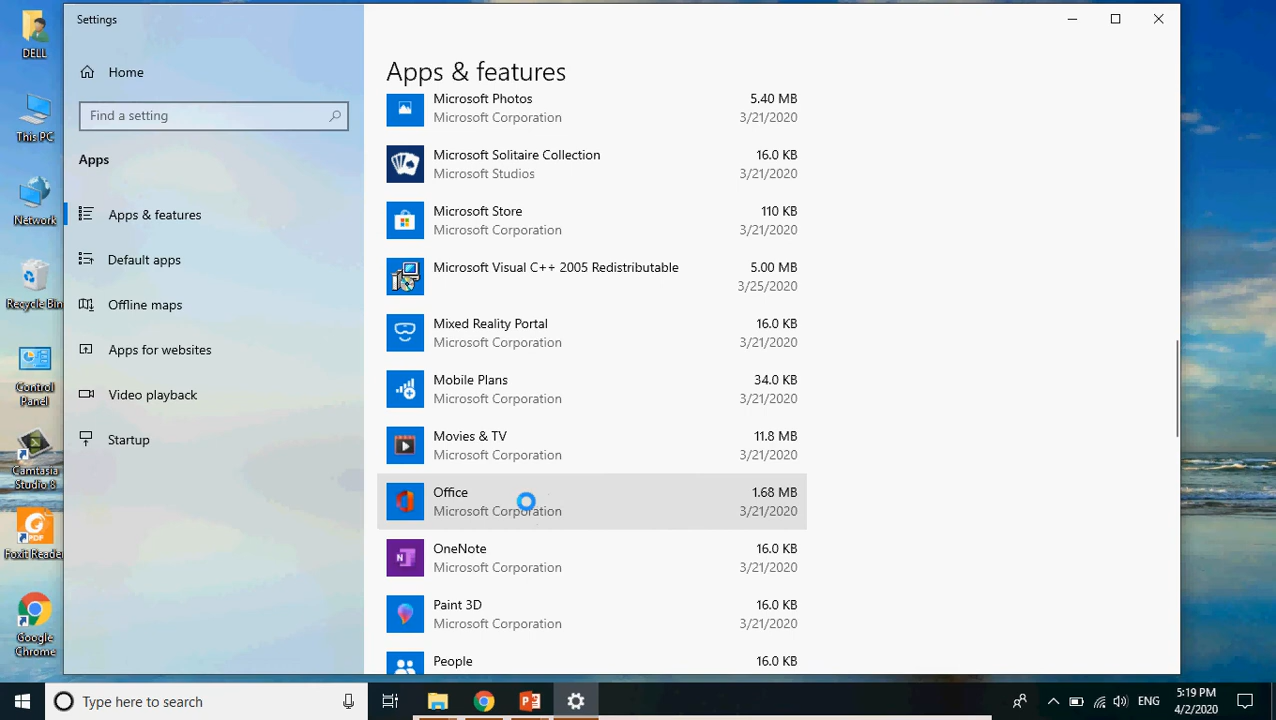 Settings
Home
Find a setting
Apps
Apps & features
Default apps
Offline maps
Apps for websites
Video playback
Startup
Apps & features
Microsoft Photos 5.40 MB
Microsoft Corporation 3/21/2020
Microsoft Solitaire Collection 16.0 KB
Microsoft Studios 3/21/2020
Microsoft Store 110 KB
Microsoft Corporation 3/21/2020
Microsoft Visual C++ 2005 Redistributable 5.00 MB
3/25/2020
Mixed Reality Portal 16.0 KB
Microsoft Corporation 3/21/2020
Mobile Plans 34.0 KB
Microsoft Corporation 3/21/2020
Movies & TV 11.8 MB
Microsoft Corporation 3/21/2020
Office 1.68 MB
Microsoft Corporation 3/21/2020
OneNote 16.0 KB
Microsoft Corporation 3/21/2020
Paint 3D 16.0 KB
Microsoft Corporation 3/21/2020
People 16.0 KB
DELL
This PC
Network
Recycle Bin
Control
Panel
Camtasia
Studio 8
PDF
Foxit Reader
Google
Chrome
Type here to search
ENG
5:19 PM
4/2/2020